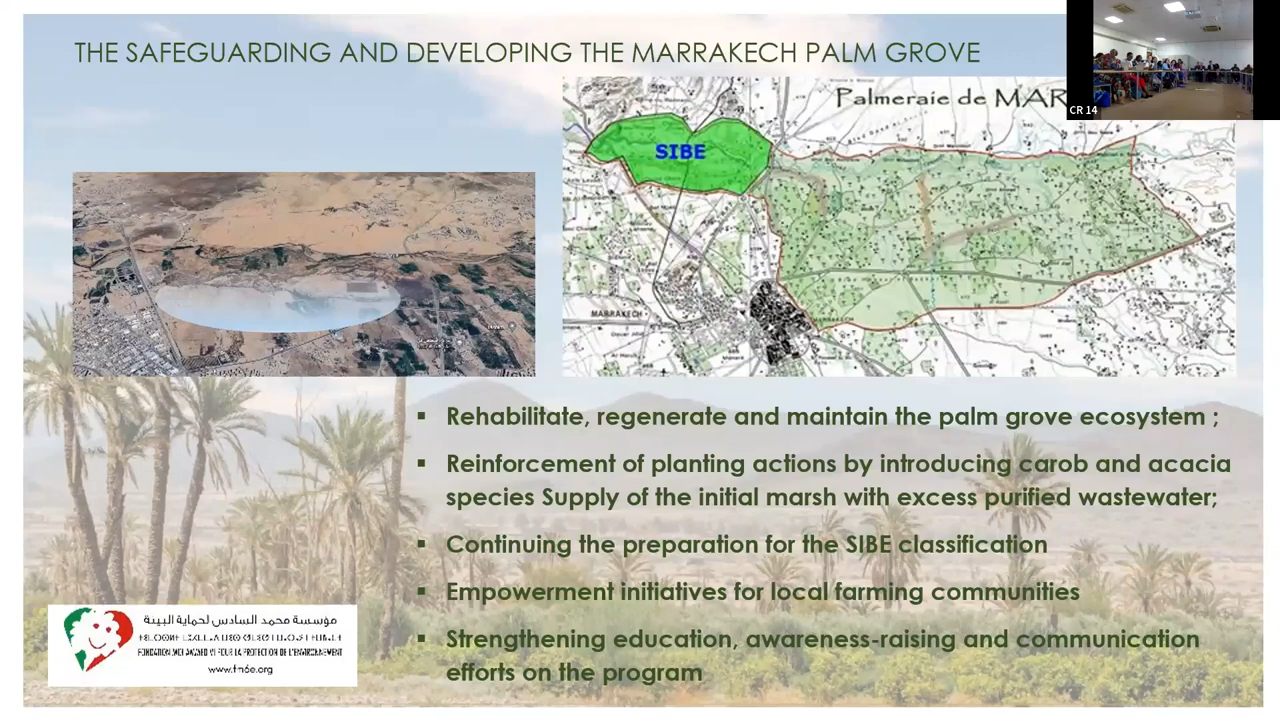 THE SAFEGUARDING AND DEVELOPING THE MARRAKECH PALM GROVE
CR 14
Palmeraie de MAR
SIBE
MARRAKECH
▪ Rehabilitate, regenerate and maintain the palm grove ecosystem ;
▪ Reinforcement of planting actions by introducing carob and acacia
species Supply of the initial marsh with excess purified wastewater;
▪ Continuing the preparation for the SIBE classification
▪ Empowerment initiatives for local farming communities
▪ Strengthening education, awareness-raising and communication
efforts on the program
مؤسسة محمد السادس لحماية البيئة
FONDATION MOHAMMED VI POUR LA PROTECTION DE L'ENVIRONNEMENT
www.fm6e.org